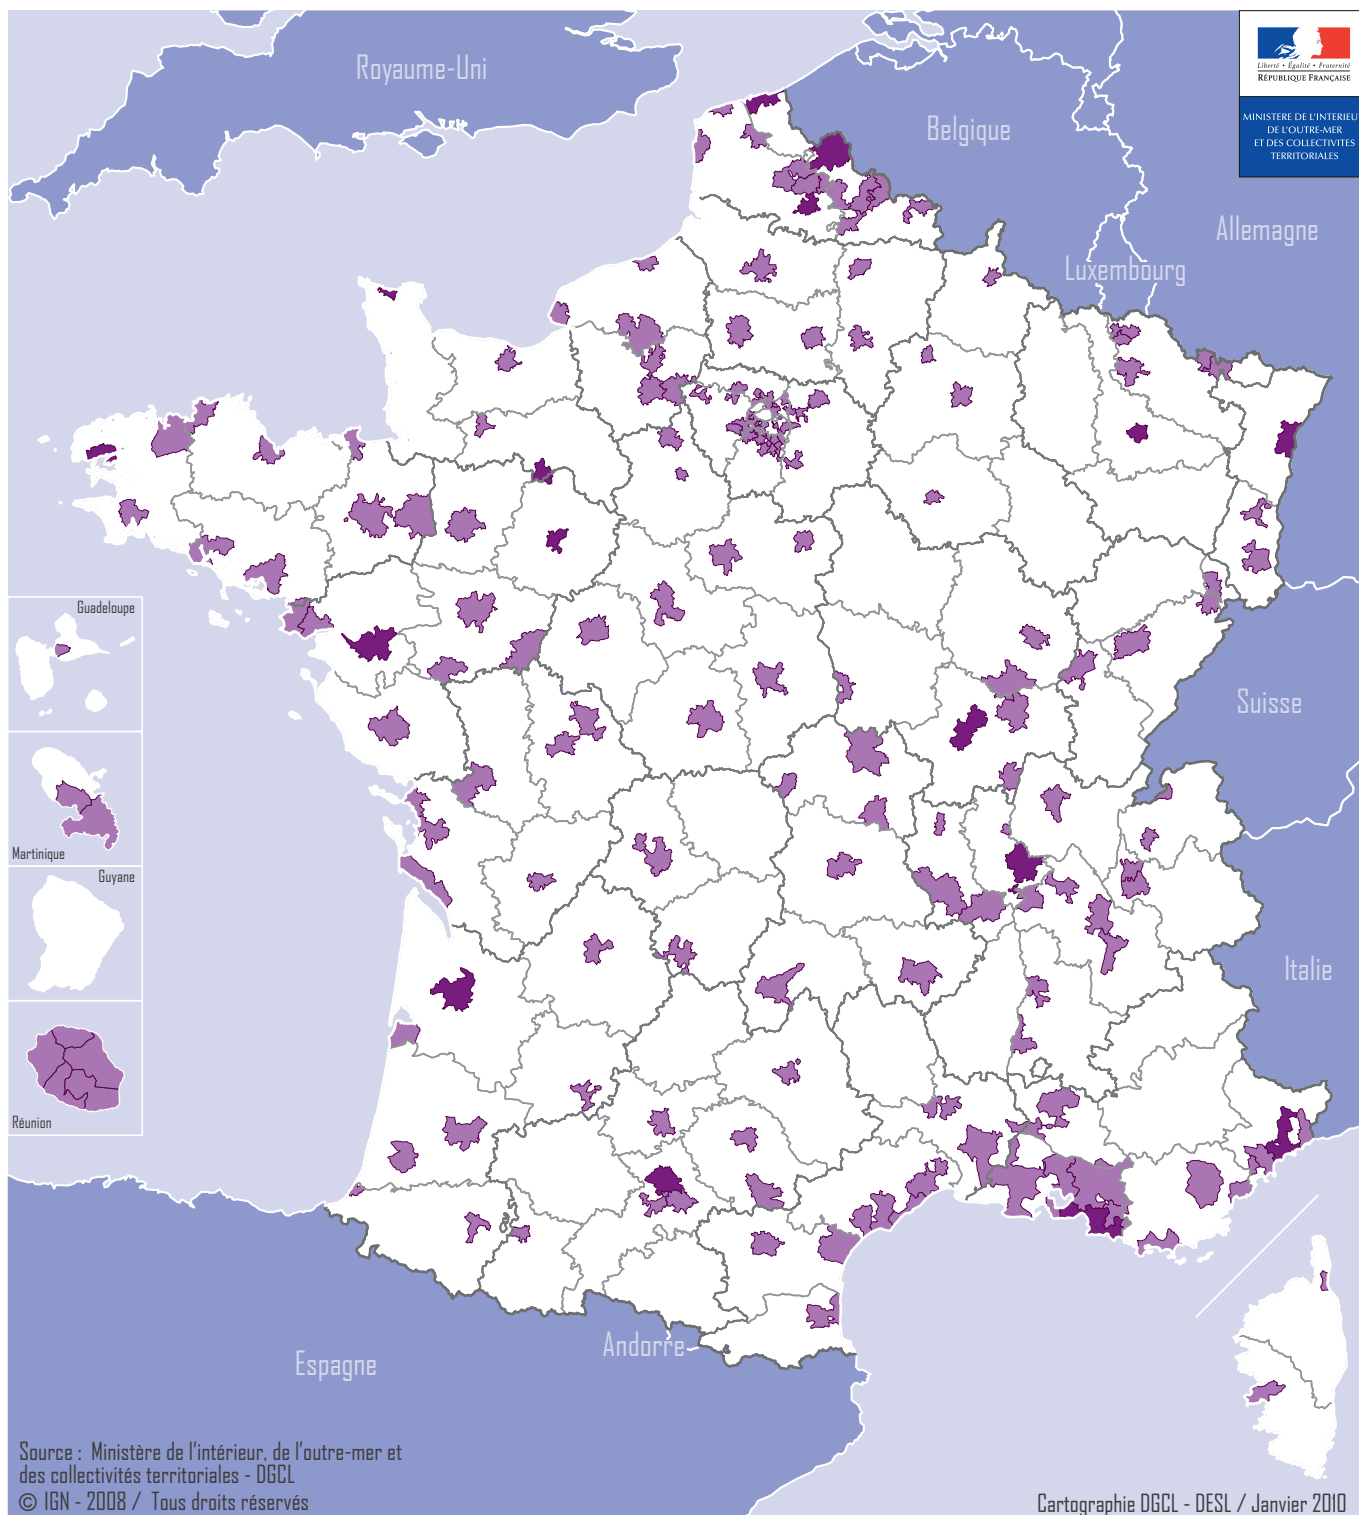 Royaume-Uni
Belgique
Liberté • Égalité • Fraternité
RÉPUBLIQUE FRANÇAISE
MINISTERE DE L'INTERIEU
DE L'OUTRE-MER
ET DES COLLECTIVITES
TERRITORIALES
Allemagne
Luxembourg
Guadeloupe
Suisse
Martinique
Guyane
Italie
Réunion
Andorre
Espagne
Source : Ministère de l'intérieur, de l'outre-mer et
des collectivités territoriales - DGCL
© IGN - 2008 / Tous droits réservés
Cartographie DGCL - DESL / Janvier 2010